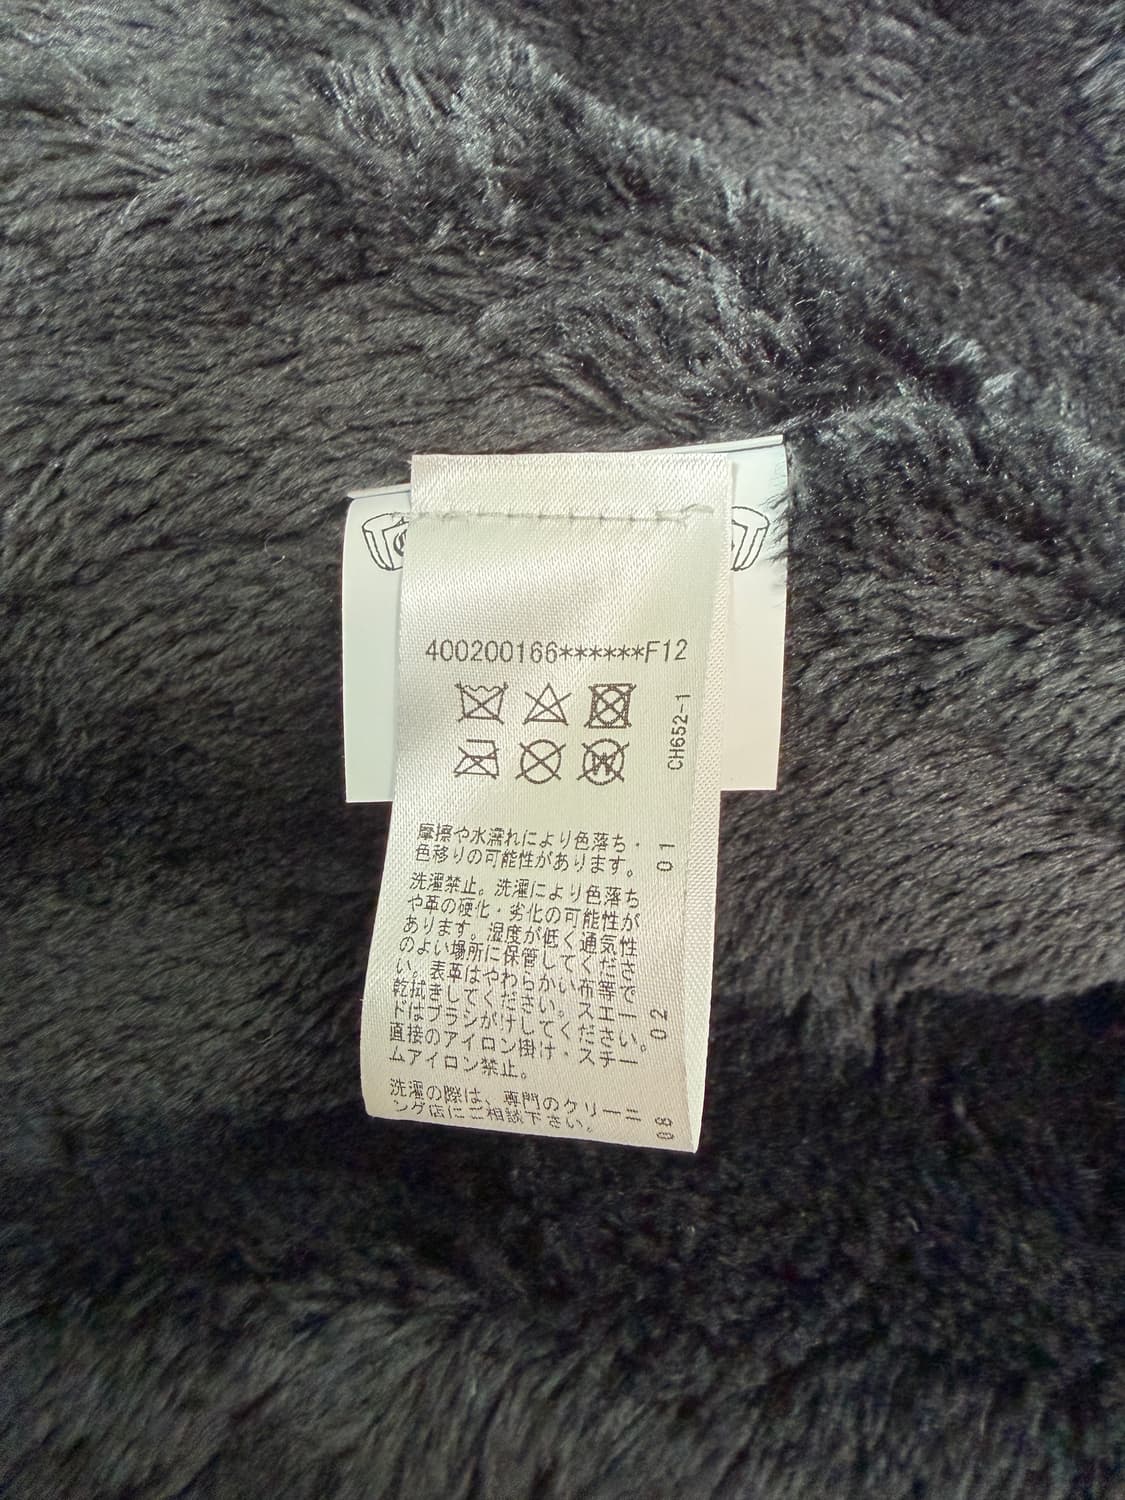 400200166******F12
CH652-1
摩擦や水濡れにより色落ち・
色移りの可能性があります。
01
洗濯禁止。洗濯により色落ち
や革の硬化・劣化の可能性が
あります。湿度が低く通気性
のよい場所に保管してくださ
い。表革はやわらかい布等で
乾拭きしてください。スエー
ドはブラシがけしてください。
直接のアイロン掛け・スチー
ムアイロン禁止。
02
洗濯の際は、専門のクリーニ
ング店にご相談下さい。
08